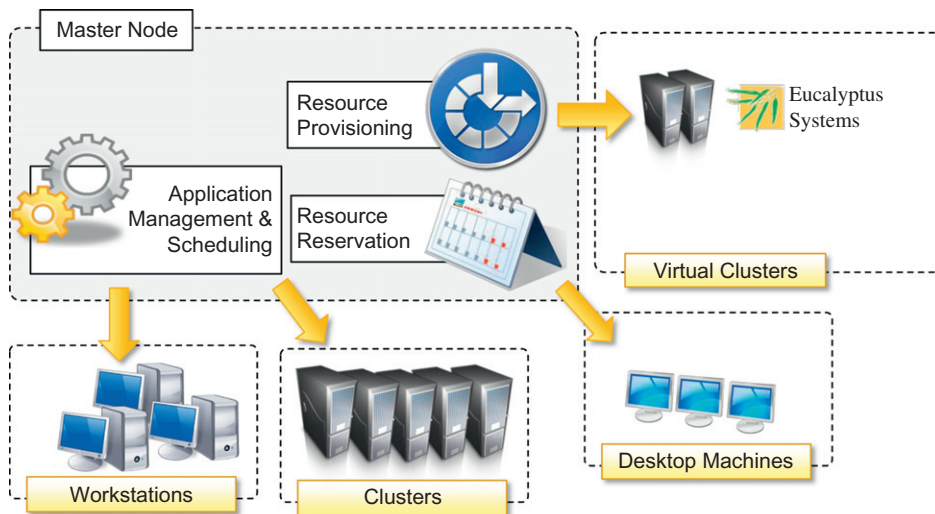 Master Node
Resource
Provisioning
Eucalyptus
Systems
Application
Management &
Scheduling
Resource
Reservation
Virtual Clusters
Workstations
Clusters
Desktop Machines